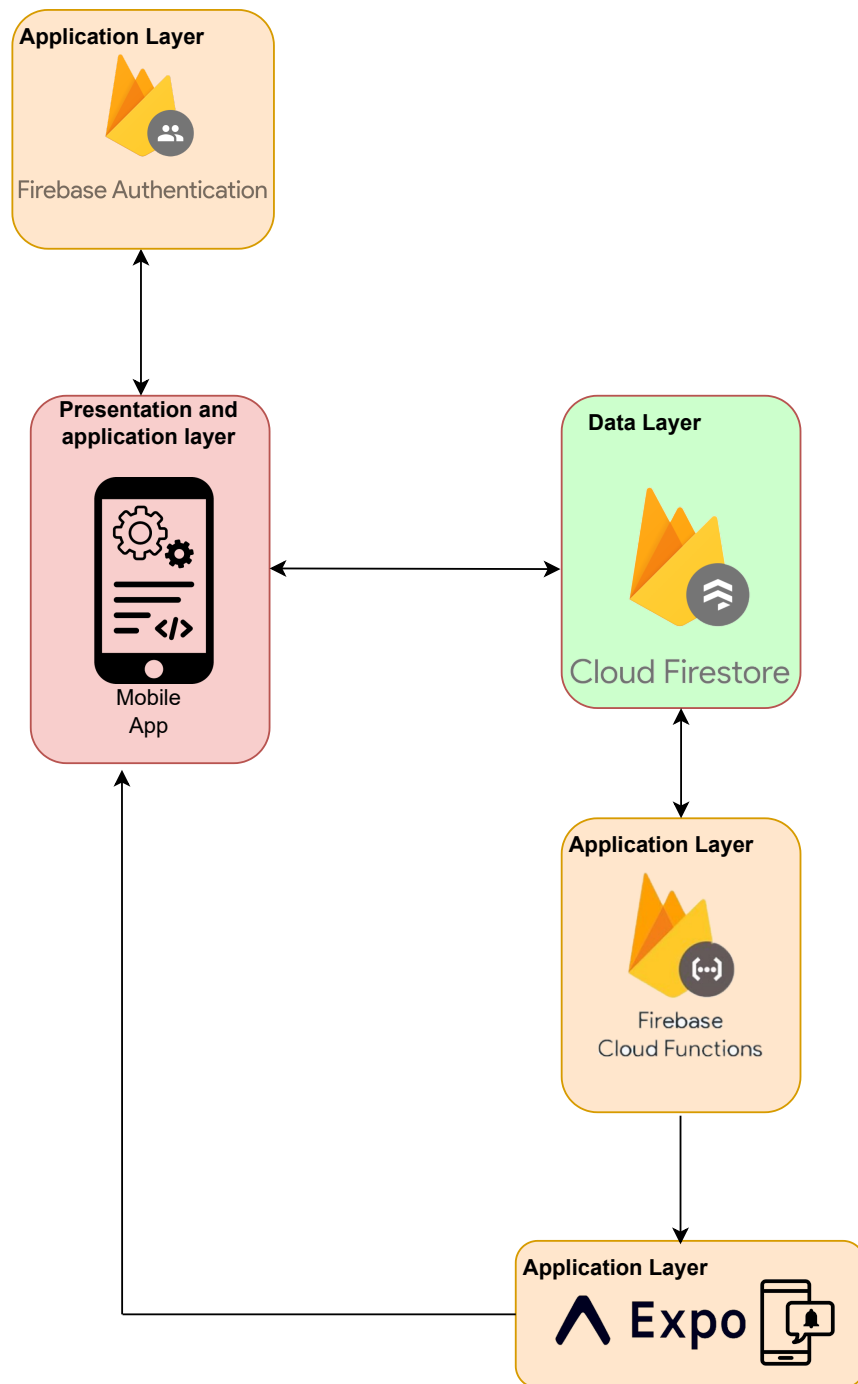 Application Layer
Firebase Authentication
Presentation and
application layer
</>
Mobile
App
Data Layer
Cloud Firestore
Application Layer
Firebase
Cloud Functions
Application Layer
Expo